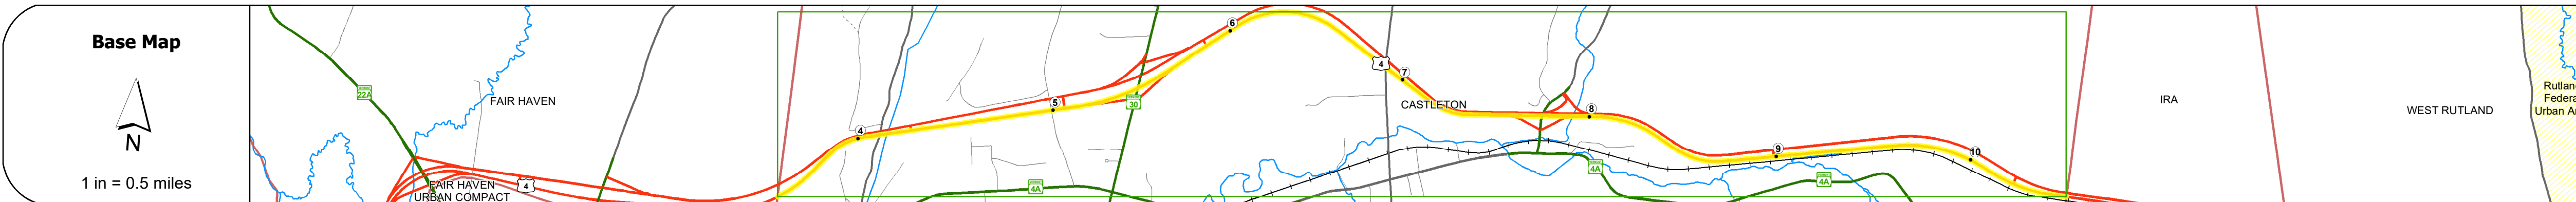 Base Map
N
1 in = 0.5 miles
22A
FAIR HAVEN
FAIR HAVEN
URBAN COMPACT
4
4
5
30
6
4A
4
7
CASTLETON
8
4A
9
4A
10
IRA
WEST RUTLAND
Rutlan
Federa
Urban A